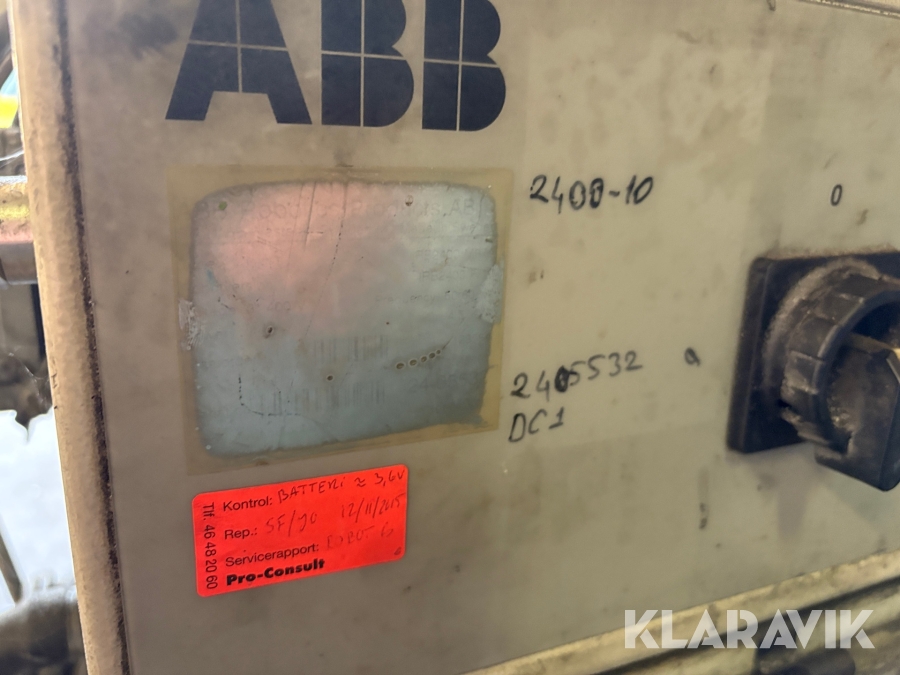 ABB
2400-10
0
2405532
DC1
Kontrol: BATTERi ≈ 3,6V
Rep.: SF/JO 12/11/2015
Servicerapport: ROBOT 6
Pro-Consult
Tlf. 46 48 20 60
KLARAVIK